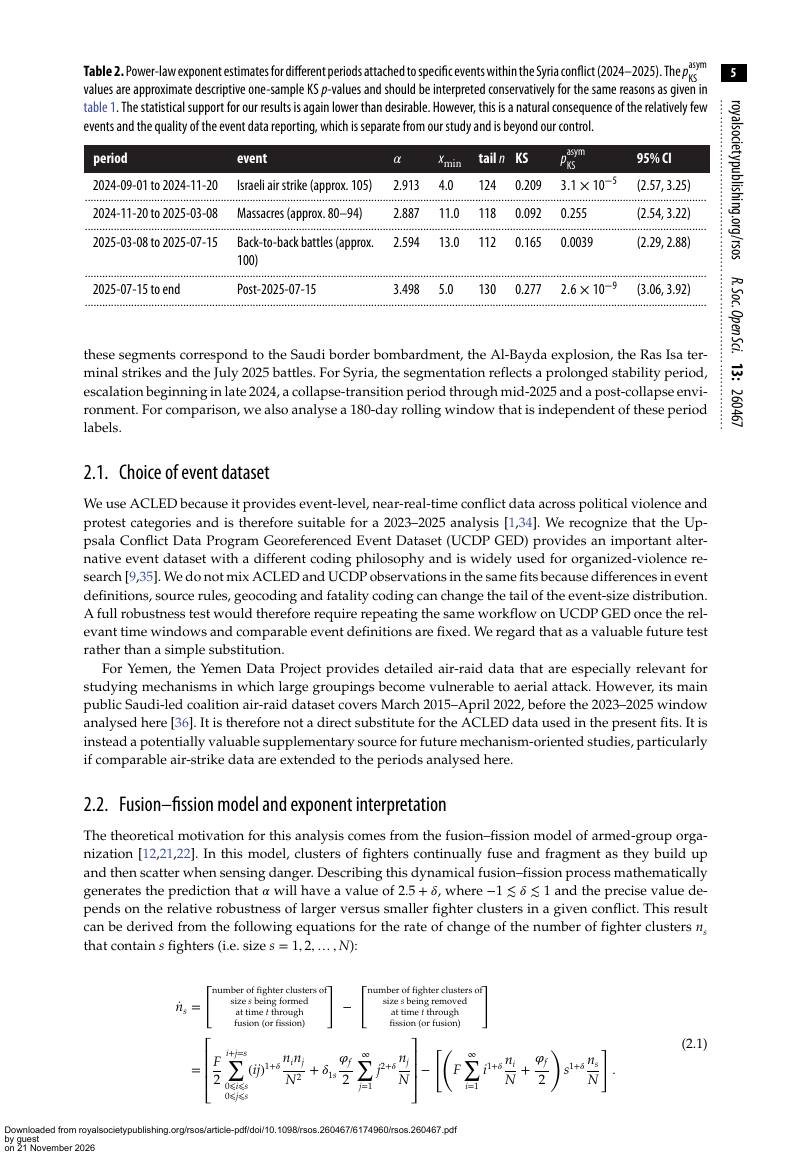 Table 2. Power-law exponent estimates for different periods attached to specific events within the Syria conflict (2024–2025). The p_KS^asym
values are approximate descriptive one-sample KS p-values and should be interpreted conservatively for the same reasons as given in
table 1. The statistical support for our results is again lower than desirable. However, this is a natural consequence of the relatively few
events and the quality of the event data reporting, which is separate from our study and is beyond our control.
period event α x_min tail n KS p_KS^asym 95% CI
2024-09-01 to 2024-11-20 Israeli air strike (approx. 105) 2.913 4.0 124 0.209 3.1 × 10^−5 (2.57, 3.25)
2024-11-20 to 2025-03-08 Massacres (approx. 80–94) 2.887 11.0 118 0.092 0.255 (2.54, 3.22)
2025-03-08 to 2025-07-15 Back-to-back battles (approx. 2.594 13.0 112 0.165 0.0039 (2.29, 2.88)
100)
2025-07-15 to end Post-2025-07-15 3.498 5.0 130 0.277 2.6 × 10^−9 (3.06, 3.92)
5
royalsocietypublishing.org/rsos R. Soc. Open Sci. 13: 260467
these segments correspond to the Saudi border bombardment, the Al-Bayda explosion, the Ras Isa ter-
minal strikes and the July 2025 battles. For Syria, the segmentation reflects a prolonged stability period,
escalation beginning in late 2024, a collapse-transition period through mid-2025 and a post-collapse envi-
ronment. For comparison, we also analyse a 180-day rolling window that is independent of these period
labels.
2.1. Choice of event dataset
We use ACLED because it provides event-level, near-real-time conflict data across political violence and
protest categories and is therefore suitable for a 2023–2025 analysis [1,34]. We recognize that the Up-
psala Conflict Data Program Georeferenced Event Dataset (UCDP GED) provides an important alter-
native event dataset with a different coding philosophy and is widely used for organized-violence re-
search [9,35]. We do not mix ACLED and UCDP observations in the same fits because differences in event
definitions, source rules, geocoding and fatality coding can change the tail of the event-size distribution.
A full robustness test would therefore require repeating the same workflow on UCDP GED once the rel-
evant time windows and comparable event definitions are fixed. We regard that as a valuable future test
rather than a simple substitution.
For Yemen, the Yemen Data Project provides detailed air-raid data that are especially relevant for
studying mechanisms in which large groupings become vulnerable to aerial attack. However, its main
public Saudi-led coalition air-raid dataset covers March 2015–April 2022, before the 2023–2025 window
analysed here [36]. It is therefore not a direct substitute for the ACLED data used in the present fits. It is
instead a potentially valuable supplementary source for future mechanism-oriented studies, particularly
if comparable air-strike data are extended to the periods analysed here.
2.2. Fusion–fission model and exponent interpretation
The theoretical motivation for this analysis comes from the fusion–fission model of armed-group orga-
nization [12,21,22]. In this model, clusters of fighters continually fuse and fragment as they build up
and then scatter when sensing danger. Describing this dynamical fusion–fission process mathematically
generates the prediction that α will have a value of 2.5 + δ, where −1 ≲ δ ≲ 1 and the precise value de-
pends on the relative robustness of larger versus smaller fighter clusters in a given conflict. This result
can be derived from the following equations for the rate of change of the number of fighter clusters n_s
that contain s fighters (i.e. size s = 1, 2, … , N):
ṅ_s = [number of fighter clusters of size s being formed at time t through fusion (or fission)] − [number of fighter clusters of size s being removed at time t through fission (or fusion)]
= [F/2 ∑_{0⩽i⩽s, 0⩽j⩽s}^{i+j=s} (ij)^{1+δ} n_i n_j/N^2 + δ_{1s} φ_f/2 ∑_{j=1}^{∞} j^{2+δ} n_j/N] − [(F ∑_{i=1}^{∞} i^{1+δ} n_i/N + φ_f/2) s^{1+δ} n_s/N] .
(2.1)
Downloaded from royalsocietypublishing.org/rsos/article-pdf/doi/10.1098/rsos.260467/6174960/rsos.260467.pdf
by guest
on 21 November 2026